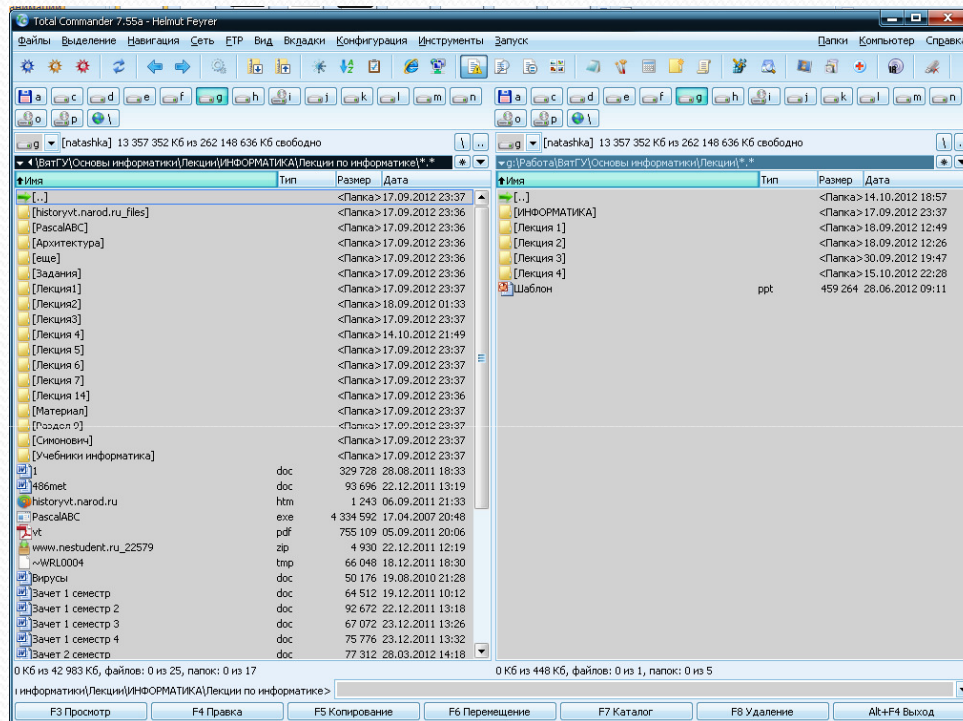 Total Commander 7.55a - Helmut Feyrer
Файлы Выделение Навигация Сеть FTP Вид Вкладки Конфигурация Инструменты Запуск Папки Компьютер Справка
a c d e f g h i j k l m n
o p \
a c d e f g h i j k l m n
o p \
g [natashka] 13 357 352 Кб из 262 148 636 Кб свободно \ ..
g [natashka] 13 357 352 Кб из 262 148 636 Кб свободно \
\ВятГУ\Основы информатики\Лекции\ИНФОРМАТИКА\Лекции по информатике\*.* *
g:\Работа\ВятГУ\Основы информатики\Лекции\*.* *
Имя Тип Размер Дата
[..] <Папка> 17.09.2012 23:37
[historyvt.narod.ru_files] <Папка> 17.09.2012 23:36
[PascalABC] <Папка> 17.09.2012 23:36
[Архитектура] <Папка> 17.09.2012 23:36
[еще] <Папка> 17.09.2012 23:36
[Задания] <Папка> 17.09.2012 23:36
[Лекция1] <Папка> 17.09.2012 23:36
[Лекция2] <Папка> 18.09.2012 01:33
[Лекция3] <Папка> 17.09.2012 23:37
[Лекция 4] <Папка> 14.10.2012 21:49
[Лекция 5] <Папка> 17.09.2012 23:37
[Лекция 6] <Папка> 17.09.2012 23:37
[Лекция 7] <Папка> 17.09.2012 23:37
[Лекция 14] <Папка> 17.09.2012 23:36
[Материал] <Папка> 17.09.2012 23:37
[Раздел 9] <Папка> 17.09.2012 23:37
[Симонович] <Папка> 17.09.2012 23:37
[Учебники информатика] <Папка> 17.09.2012 23:37
1 doc 329 728 28.08.2011 18:33
486met doc 93 696 22.12.2011 13:19
historyvt.narod.ru htm 1 243 06.09.2011 21:33
PascalABC exe 4 334 592 17.04.2007 20:48
vt pdf 755 109 05.09.2011 20:06
www.nestudent.ru_22579 zip 4 930 22.12.2011 12:19
~WRL0004 tmp 66 048 18.12.2011 18:30
Вирусы doc 50 176 19.08.2010 21:28
Зачет 1 семестр doc 64 512 19.12.2011 10:12
Зачет 1 семестр 2 doc 92 672 22.12.2011 13:18
Зачет 1 семестр 3 doc 67 072 23.12.2011 13:26
Зачет 1 семестр 4 doc 75 776 23.12.2011 13:32
Зачет 2 семестр doc 77 312 28.03.2012 14:18
0 Кб из 42 983 Кб, файлов: 0 из 25, папок: 0 из 17
Имя Тип Размер Дата
[..] <Папка> 14.10.2012 18:57
[ИНФОРМАТИКА] <Папка> 17.09.2012 23:37
[Лекция 1] <Папка> 18.09.2012 12:49
[Лекция 2] <Папка> 18.09.2012 12:26
[Лекция 3] <Папка> 30.09.2012 19:47
[Лекция 4] <Папка> 15.10.2012 22:28
Шаблон ppt 459 264 28.06.2012 09:11
0 Кб из 448 Кб, файлов: 0 из 1, папок: 0 из 5
информатики\Лекции\ИНФОРМАТИКА\Лекции по информатике>
F3 Просмотр F4 Правка F5 Копирование F6 Перемещение F7 Каталог F8 Удаление Alt+F4 Выход